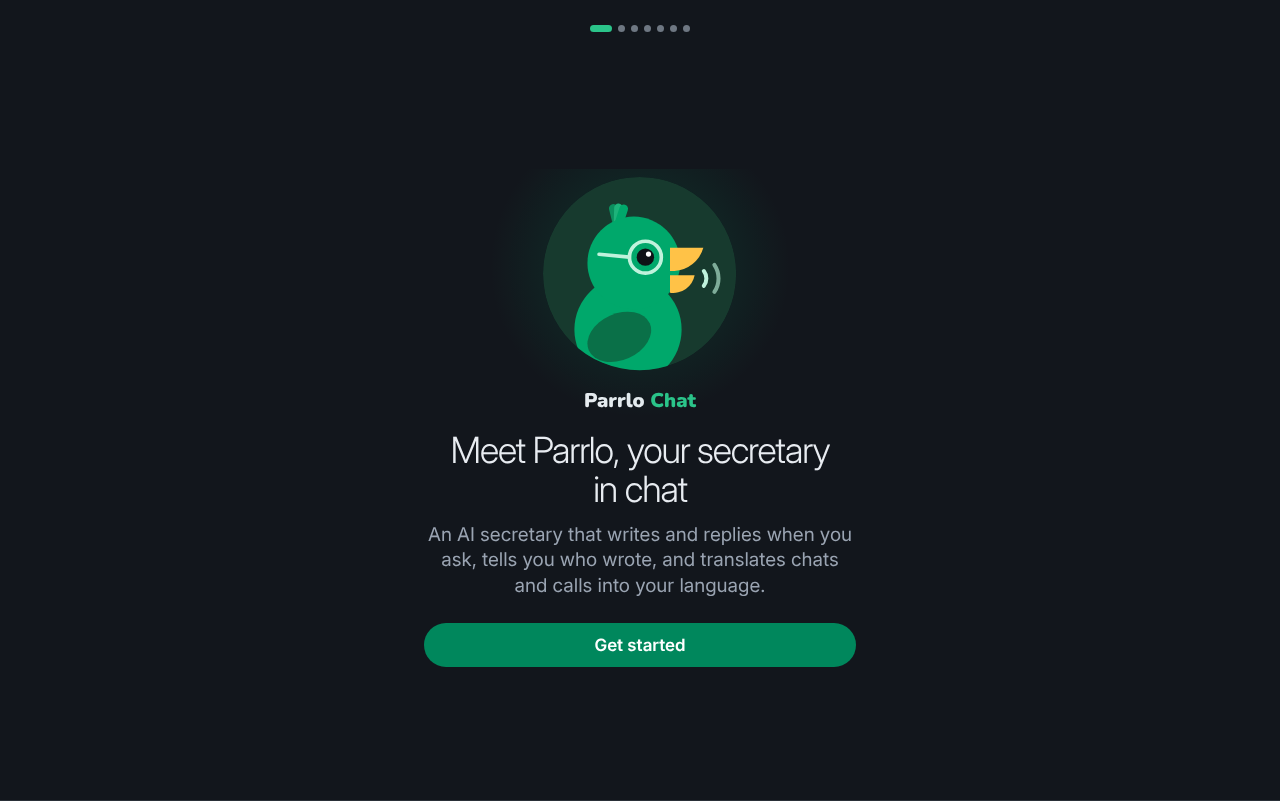 Parrlo Chat
Meet Parrlo, your secretary
in chat
An AI secretary that writes and replies when you
ask, tells you who wrote, and translates chats
and calls into your language.
Get started